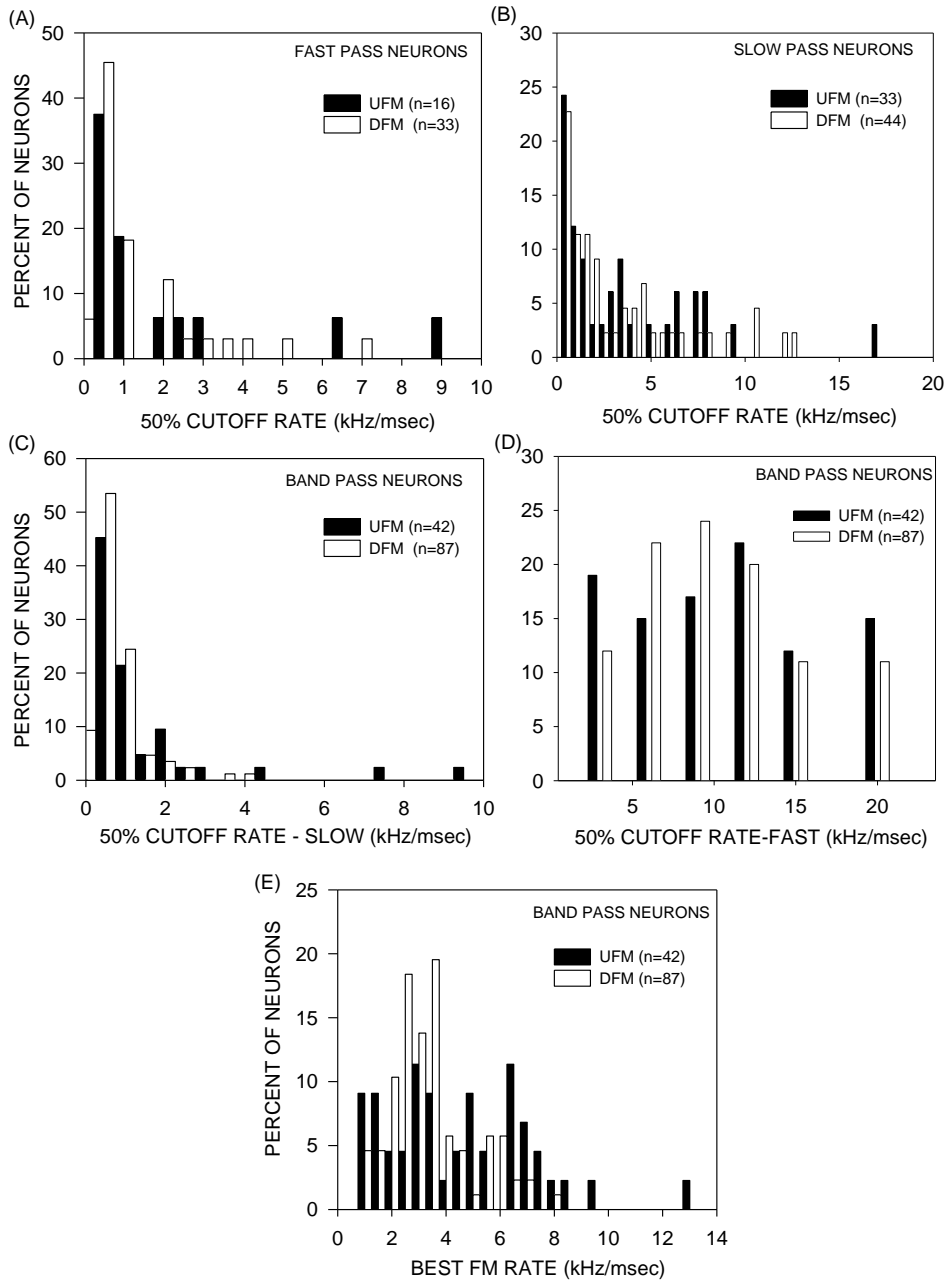 (A)
FAST PASS NEURONS
UFM (n=16)
DFM (n=33)
PERCENT OF NEURONS
50
40
30
20
10
0
0 1 2 3 4 5 6 7 8 9 10
50% CUTOFF RATE (kHz/msec)
(B)
SLOW PASS NEURONS
UFM (n=33)
DFM (n=44)
30
25
20
15
10
5
0
0 5 10 15 20
50% CUTOFF RATE (kHz/msec)
(C)
BAND PASS NEURONS
UFM (n=42)
DFM (n=87)
PERCENT OF NEURONS
60
50
40
30
20
10
0
0 2 4 6 8 10
50% CUTOFF RATE - SLOW (kHz/msec)
(D)
BAND PASS NEURONS
UFM (n=42)
DFM (n=87)
30
25
20
15
10
5
0
5 10 15 20
50% CUTOFF RATE-FAST (kHz/msec)
(E)
BAND PASS NEURONS
UFM (n=42)
DFM (n=87)
PERCENT OF NEURONS
25
20
15
10
5
0
0 2 4 6 8 10 12 14
BEST FM RATE (kHz/msec)